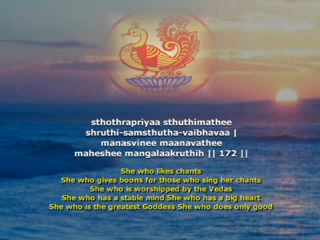 sthothrapriyaa sthuthimathee
shruthi-samsthutha-vaibhavaa |
manasvinee maanavathee
maheshee mangalaakruthih || 172 ||
She who likes chants
She who gives boons for those who sing her chants
She who is worshipped by the Vedas
She who has a stable mind She who has a big heart
She who is the greatest Goddess She who does only good